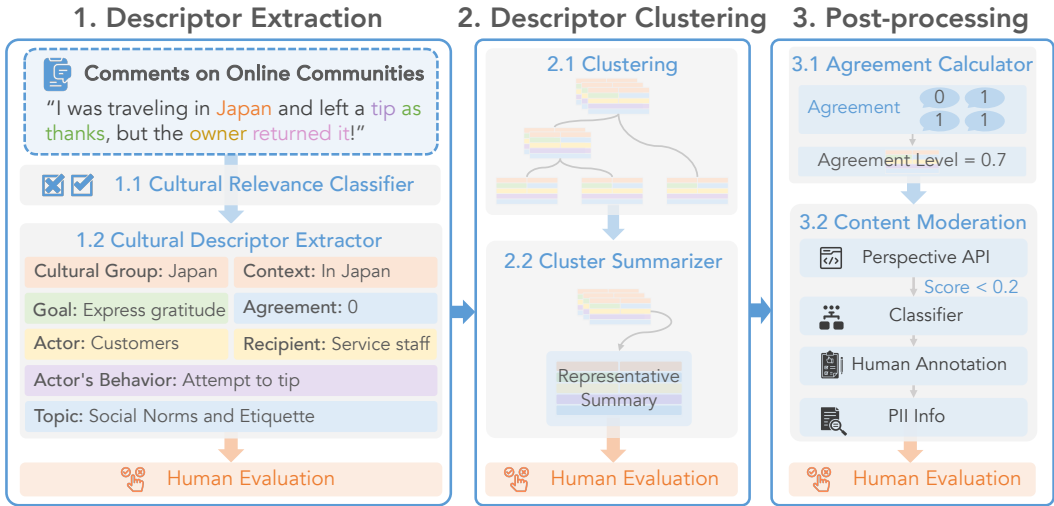 1. Descriptor Extraction
Comments on Online Communities
“I was traveling in Japan and left a tip as
thanks, but the owner returned it!”
1.1 Cultural Relevance Classifier
1.2 Cultural Descriptor Extractor
Cultural Group: Japan
Context: In Japan
Goal: Express gratitude
Agreement: 0
Actor: Customers
Recipient: Service staff
Actor's Behavior: Attempt to tip
Topic: Social Norms and Etiquette
Human Evaluation
2. Descriptor Clustering
2.1 Clustering
2.2 Cluster Summarizer
Representative
Summary
Human Evaluation
3. Post-processing
3.1 Agreement Calculator
Agreement
0 1
1 1
Agreement Level = 0.7
3.2 Content Moderation
Perspective API
Score < 0.2
Classifier
Human Annotation
PII Info
Human Evaluation